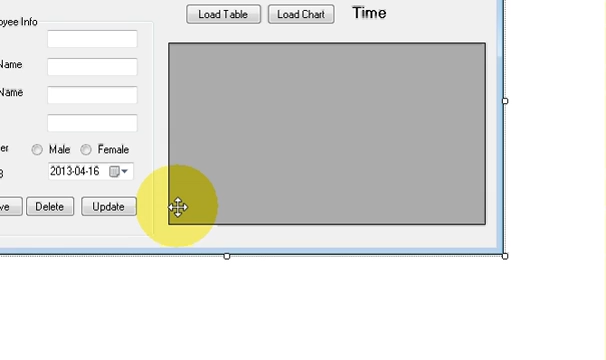 Load Table Load Chart Time
oyee Info
Name
Name
er Male Female
2013-04-16
ve Delete Update